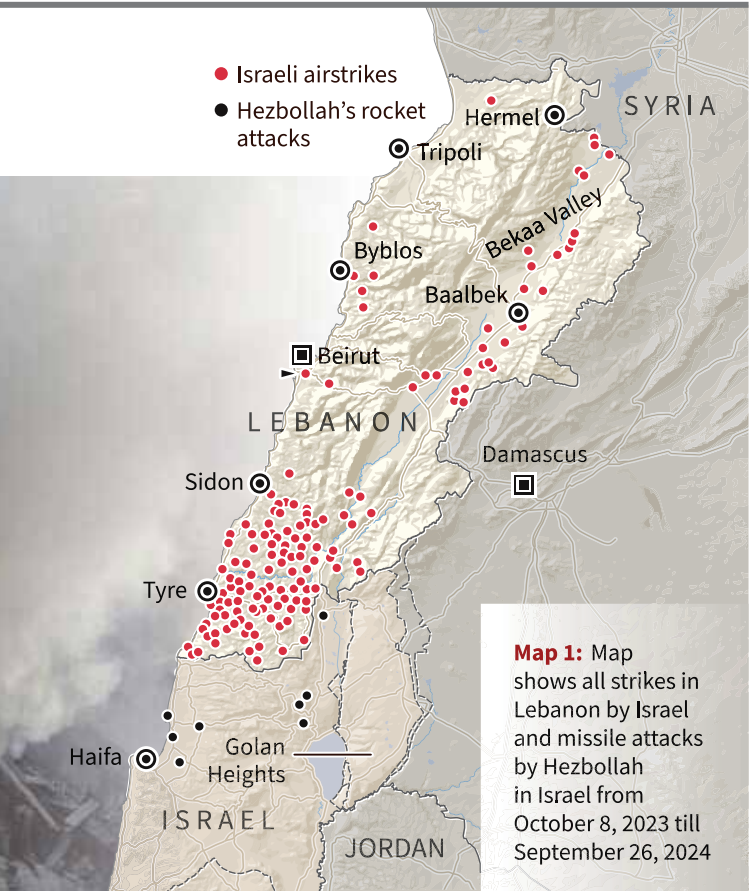 Israeli airstrikes
Hezbollah's rocket
attacks
SYRIA
Hermel
Tripoli
Bekaa Valley
Byblos
Baalbek
Beirut
LEBANON
Damascus
Sidon
Tyre
Map 1: Map
shows all strikes in
Lebanon by Israel
and missile attacks
by Hezbollah
in Israel from
October 8, 2023 till
September 26, 2024
Haifa
Golan
Heights
ISRAEL
JORDAN